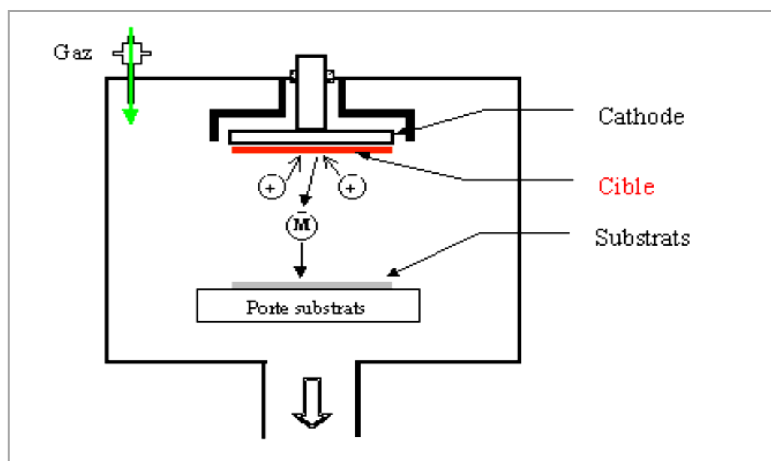 Gaz
Cathode
+
+
Cible
M
Substrats
Porte substrats